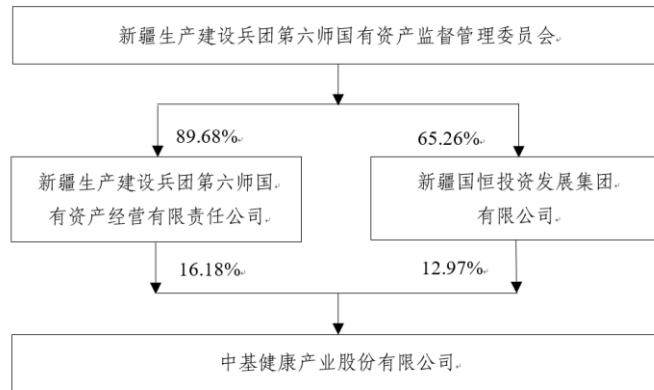 新疆生产建设兵团第六师国有资产监督管理委员会
89.68%
65.26%
新疆生产建设兵团第六师国
有资产经营有限责任公司
新疆国恒投资发展集团
有限公司
16.18%
12.97%
中基健康产业股份有限公司